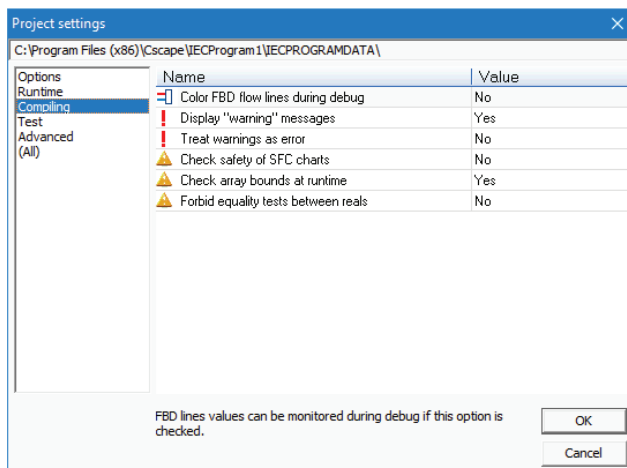 Project settings
C:\Program Files (x86)\Cscape\IECProgram1\IECPROGRAMDATA\
Options
Runtime
Compiling
Test
Advanced
(All)
Name Value
Color FBD flow lines during debug No
Display "warning" messages Yes
Treat warnings as error No
Check safety of SFC charts No
Check array bounds at runtime Yes
Forbid equality tests between reals No
FBD lines values can be monitored during debug if this option is
checked.
OK
Cancel